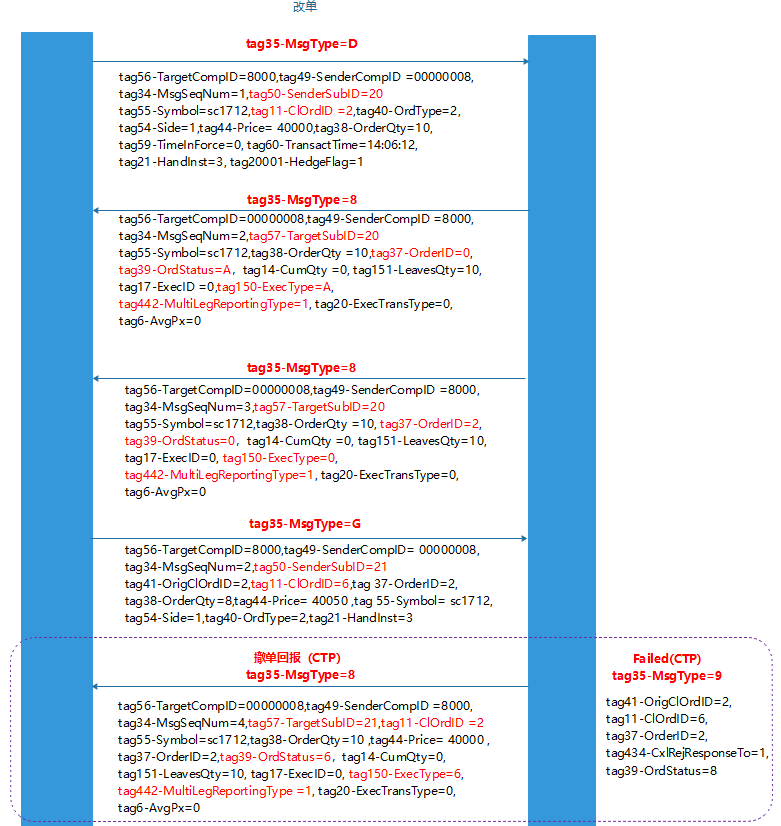 改单
tag35-MsgType=D
tag56-TargetCompID=8000,tag49-SenderCompID =00000008,
tag34-MsgSeqNum=1,tag50-SenderSubID=20
tag55-Symbol=sc1712,tag11-ClOrdID =2,tag40-OrdType=2,
tag54-Side=1,tag44-Price= 40000,tag38-OrderQty=10,
tag59-TimeInForce=0, tag60-TransactTime=14:06:12,
tag21-HandInst=3, tag20001-HedgeFlag=1
tag35-MsgType=8
tag56-TargetCompID=00000008,tag49-SenderCompID =8000,
tag34-MsgSeqNum=2,tag57-TargetSubID=20
tag55-Symbol=sc1712,tag38-OrderQty =10,tag37-OrderID=0,
tag39-OrdStatus=A，tag14-CumQty =0, tag151-LeavesQty=10,
tag17-ExecID =0,tag150-ExecType=A,
tag442-MultiLegReportingType=1, tag20-ExecTransType=0,
tag6-AvgPx=0
tag35-MsgType=8
tag56-TargetCompID=00000008,tag49-SenderCompID =8000,
tag34-MsgSeqNum=3,tag57-TargetSubID=20
tag55-Symbol=sc1712,tag38-OrderQty =10, tag37-OrderID=2,
tag39-OrdStatus=0，tag14-CumQty =0, tag151-LeavesQty=10,
tag17-ExecID=0, tag150-ExecType=0,
tag442-MultiLegReportingType=1, tag20-ExecTransType=0,
tag6-AvgPx=0
tag35-MsgType=G
tag56-TargetCompID=8000,tag49-SenderCompID= 00000008,
tag34-MsgSeqNum=2,tag50-SenderSubID=21
tag41-OrigClOrdID=2,tag11-ClOrdID=6,tag 37-OrderID=2,
tag38-OrderQty=8,tag44-Price= 40050 ,tag 55-Symbol= sc1712,
tag54-Side=1,tag40-OrdType=2,tag21-HandInst=3
撤单回报（CTP)
tag35-MsgType=8
tag56-TargetCompID=00000008,tag49-SenderCompID =8000,
tag34-MsgSeqNum=4,tag57-TargetSubID=21,tag11-ClOrdID =2
tag55-Symbol=sc1712,tag38-OrderQty=10 ,tag44-Price= 40000 ,
tag37-OrderID=2,tag39-OrdStatus=6，tag14-CumQty=0,
tag151-LeavesQty=10, tag17-ExecID=0, tag150-ExecType=6,
tag442-MultiLegReportingType =1, tag20-ExecTransType=0,
tag6-AvgPx=0
Failed(CTP)
tag35-MsgType=9
tag41-OrigClOrdID=2,
tag11-ClOrdID=6,
tag37-OrderID=2,
tag434-CxlRejResponseTo=1,
tag39-OrdStatus=8